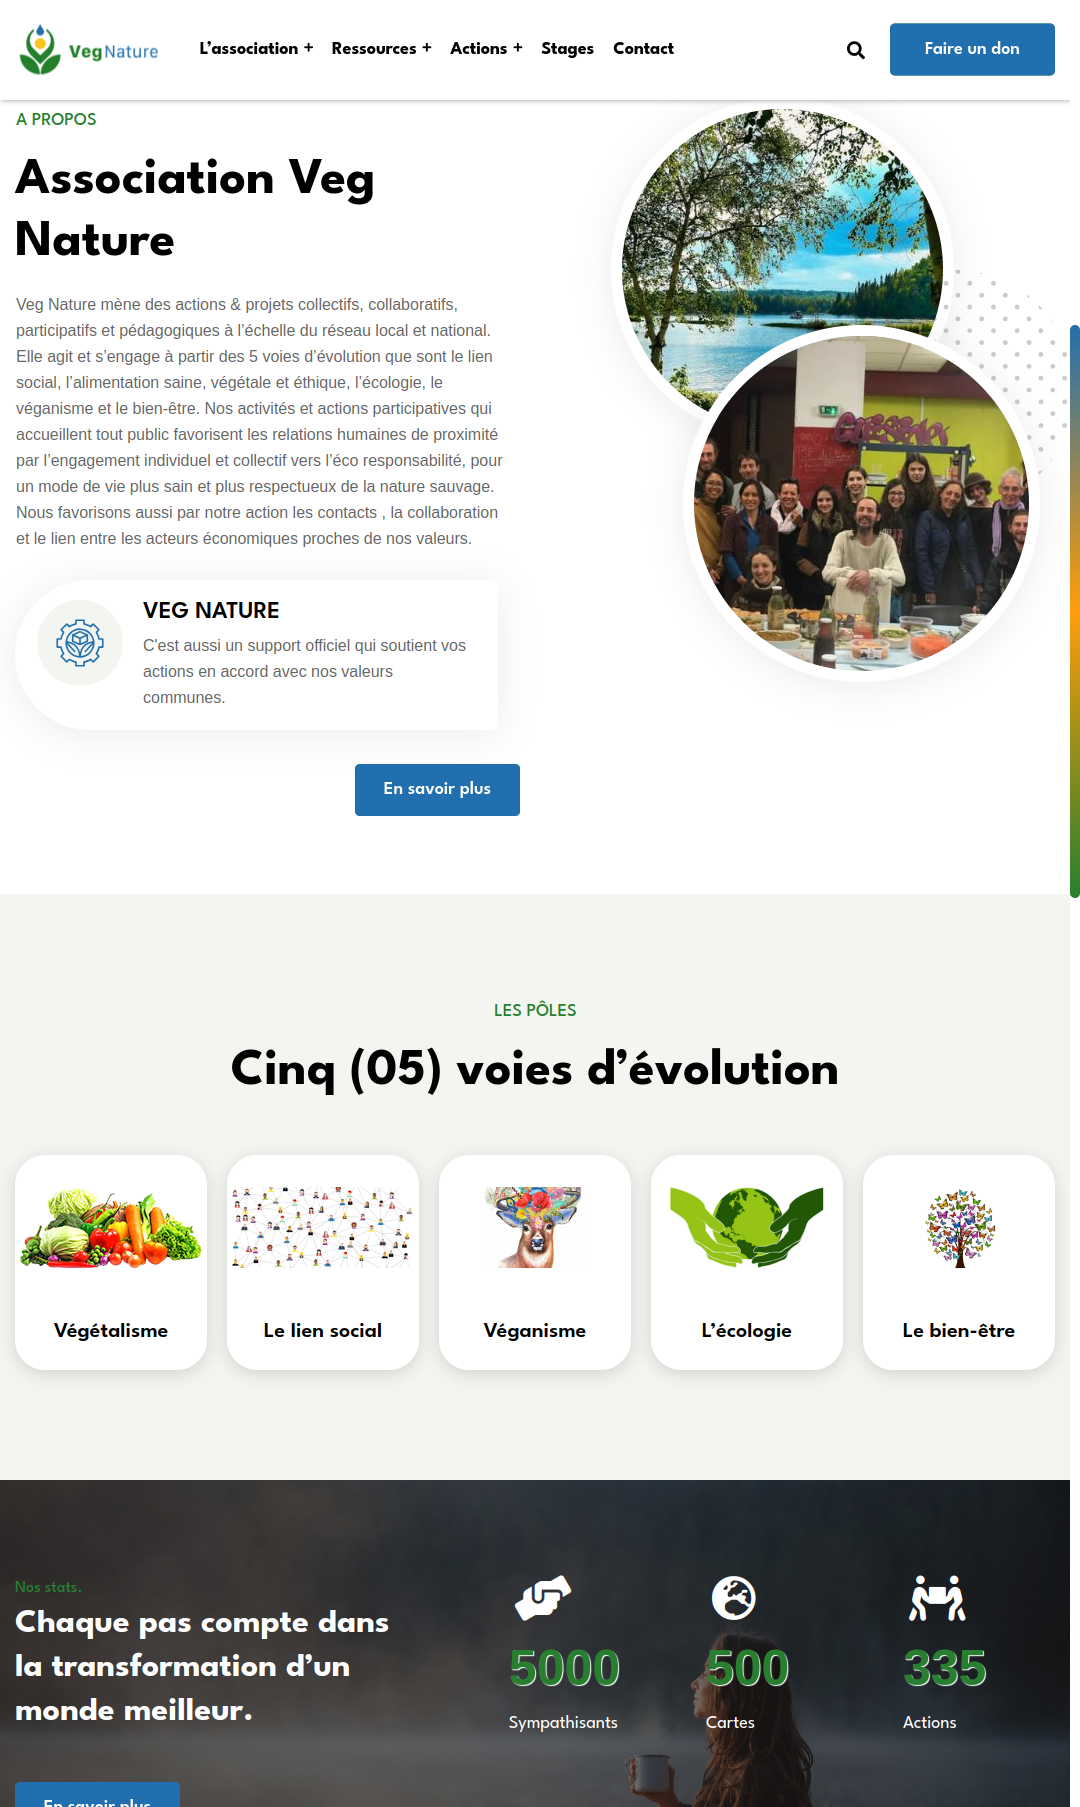 VegNature
L’association +
Ressources +
Actions +
Stages
Contact
Faire un don
A PROPOS
Association Veg
Nature
Veg Nature mène des actions & projets collectifs, collaboratifs,
participatifs et pédagogiques à l’échelle du réseau local et national.
Elle agit et s’engage à partir des 5 voies d’évolution que sont le lien
social, l’alimentation saine, végétale et éthique, l’écologie, le
véganisme et le bien-être. Nos activités et actions participatives qui
accueillent tout public favorisent les relations humaines de proximité
par l’engagement individuel et collectif vers l’éco responsabilité, pour
un mode de vie plus sain et plus respectueux de la nature sauvage.
Nous favorisons aussi par notre action les contacts , la collaboration
et le lien entre les acteurs économiques proches de nos valeurs.
VEG NATURE
C'est aussi un support officiel qui soutient vos
actions en accord avec nos valeurs
communes.
En savoir plus
LES PÔLES
Cinq (05) voies d’évolution
Végétalisme
Le lien social
Véganisme
L’écologie
Le bien-être
Nos stats.
Chaque pas compte dans
la transformation d’un
monde meilleur.
5000
Sympathisants
500
Cartes
335
Actions
En savoir plus